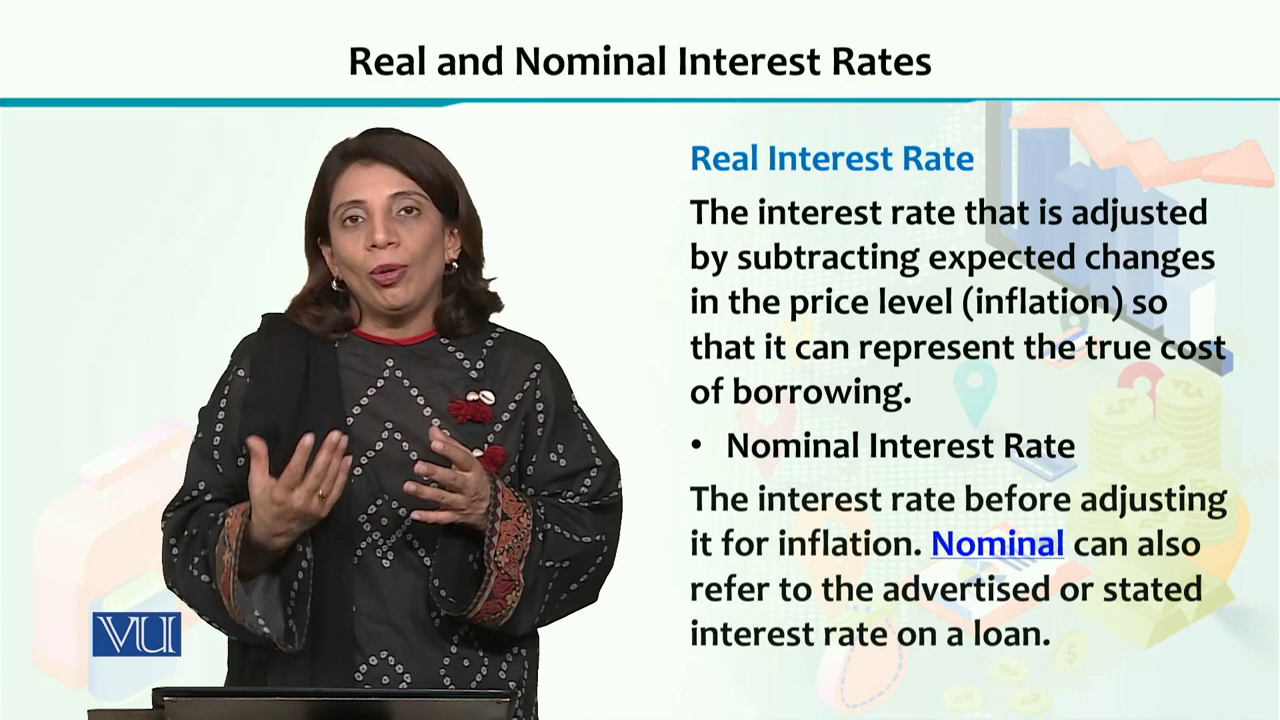 Real and Nominal Interest Rates
Real Interest Rate
The interest rate that is adjusted
by subtracting expected changes
in the price level (inflation) so
that it can represent the true cost
of borrowing.
• Nominal Interest Rate
The interest rate before adjusting
it for inflation. Nominal can also
refer to the advertised or stated
interest rate on a loan.
VU